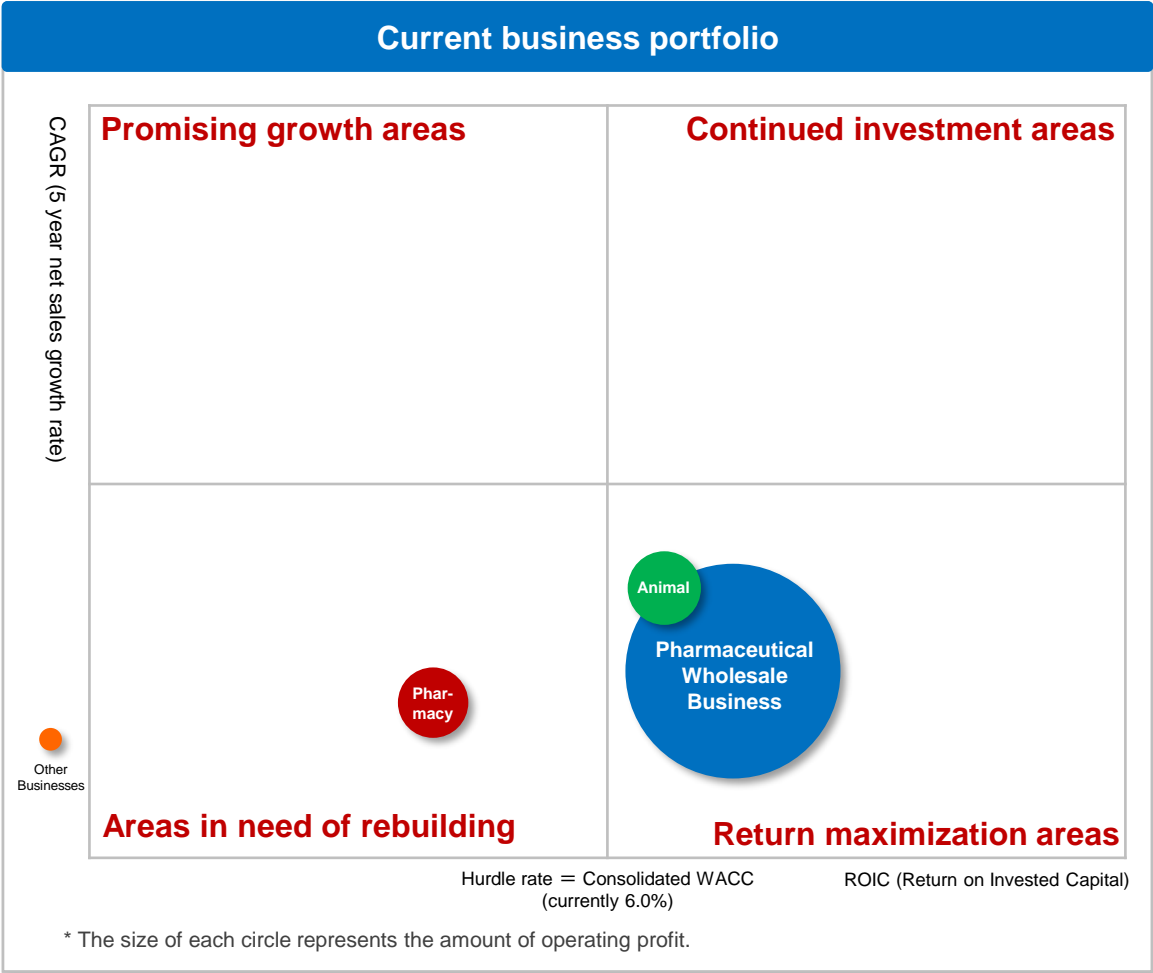 Current business portfolio
CAGR (5 year net sales growth rate)
Promising growth areas
Continued investment areas
Animal
Pharmaceutical
Wholesale
Business
Phar-
macy
Other
Businesses
Areas in need of rebuilding
Return maximization areas
Hurdle rate ＝ Consolidated WACC
(currently 6.0%)
ROIC (Return on Invested Capital)
* The size of each circle represents the amount of operating profit.